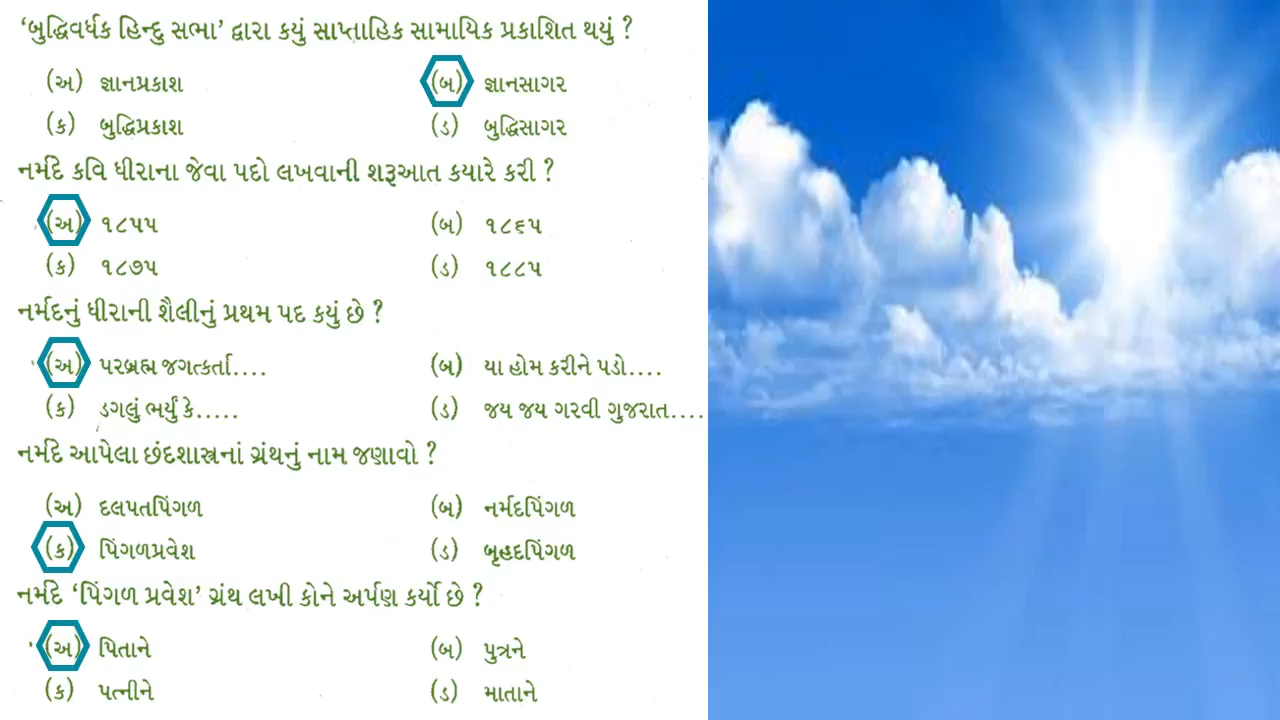 ‘બુદ્ધિવર્ધક હિન્દુ સભા’ દ્વારા કયું સાપ્તાહિક સામાયિક પ્રકાશિત થયું ?
(અ) જ્ઞાનપ્રકાશ (બ) જ્ઞાનસાગર
(ક) બુદ્ધિપ્રકાશ (ડ) બુદ્ધિસાગર
નર્મદે કવિ ધીરાના જેવા પદો લખવાની શરૂઆત કયારે કરી ?
(અ) ૧૮૫૫ (બ) ૧૮૬૫
(ક) ૧૮૭૫ (ડ) ૧૮૮૫
નર્મદનું ધીરાની શૈલીનું પ્રથમ પદ કયું છે ?
(અ) પરબ્રહ્મ જગત્કર્તા.... (બ) યા હોમ કરીને પડો....
(ક) ડગલું ભર્યું કે..... (ડ) જય જય ગરવી ગુજરાત....
નર્મદે આપેલા છંદશાસ્ત્રનાં ગ્રંથનું નામ જણાવો ?
(અ) દલપતપિંગળ (બ) નર્મદપિંગળ
(ક) પિંગળપ્રવેશ (ડ) બૃહદપિંગળ
નર્મદે ‘પિંગળ પ્રવેશ’ ગ્રંથ લખી કોને અર્પણ કર્યો છે ?
(અ) પિતાને (બ) પુત્રને
(ક) પત્નીને (ડ) માતાને